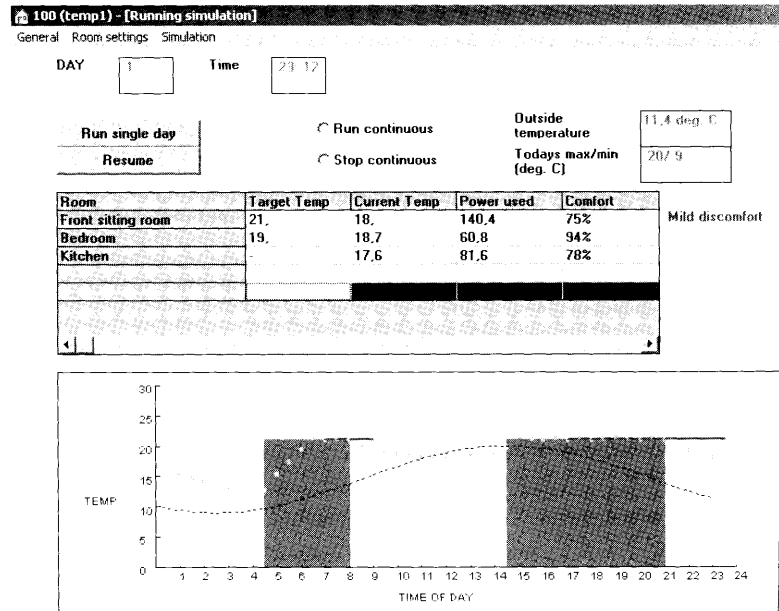 100 (temp1) - [Running simulation]
General Room settings Simulation
DAY 1 Time 23 12
Run single day
Resume
Run continuous
Stop continuous
Outside temperature 11,4 deg. C
Todays max/min (deg. C) 20/ 9
Room Target Temp Current Temp Power used Comfort
Front sitting room 21, 18, 140,4 75% Mild discomfort
Bedroom 19, 18,7 60,8 94%
Kitchen - 17,6 81,6 78%
30
25
20
15
TEMP
10
5
0
1 2 3 4 5 6 7 8 9 10 11 12 13 14 15 16 17 18 19 20 21 22 23 24
TIME OF DAY